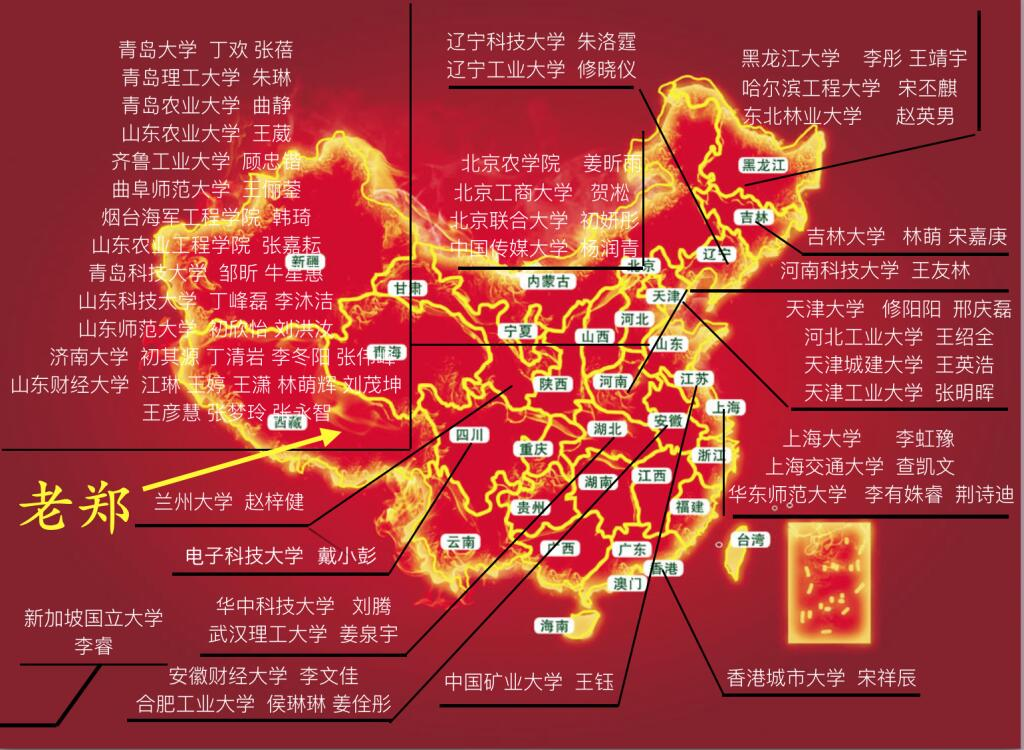 青岛大学 丁欢 张蓓
青岛理工大学 朱琳
青岛农业大学 曲静
山东农业大学 王葳
齐鲁工业大学 顾忠锴
曲阜师范大学 王俪蓥
烟台海军工程学院 韩琦
山东农业工程学院 张嘉耘
青岛科技大学 邹昕 牛星惠
山东科技大学 丁峰磊 李沐洁
山东师范大学 初欣怡 刘洪汝
济南大学 初其源 丁清岩 李冬阳 张伟峰
山东财经大学 江琳 王婷 王潇 林萌辉 刘茂坤
王彦慧 张梦玲 张永智
辽宁科技大学 朱洛霆
辽宁工业大学 修晓仪
黑龙江大学 李彤 王靖宇
哈尔滨工程大学 宋丕麒
东北林业大学 赵英男
北京农学院 姜昕雨
北京工商大学 贺凇
北京联合大学 初妍彤
中国传媒大学 杨润青
吉林大学 林萌 宋嘉庚
河南科技大学 王友林
天津大学 修阳阳 邢庆磊
河北工业大学 王绍全
天津城建大学 王英浩
天津工业大学 张明晖
上海大学 李虹豫
上海交通大学 查凯文
华东师范大学 李有姝睿 荆诗迪
黑龙江
吉林
辽宁
北京
天津
内蒙古
新疆
甘肃
宁夏
山西
河北
山东
青海
陕西
河南
江苏
西藏
四川
重庆
湖北
安徽
上海
浙江
湖南
江西
贵州
福建
云南
广西
广东
台湾
香港
澳门
海南
老郑
兰州大学 赵梓健
电子科技大学 戴小彭
新加坡国立大学
李睿
华中科技大学 刘腾
武汉理工大学 姜泉宇
安徽财经大学 李文佳
合肥工业大学 侯琳琳 姜佺彤
中国矿业大学 王钰
香港城市大学 宋祥辰